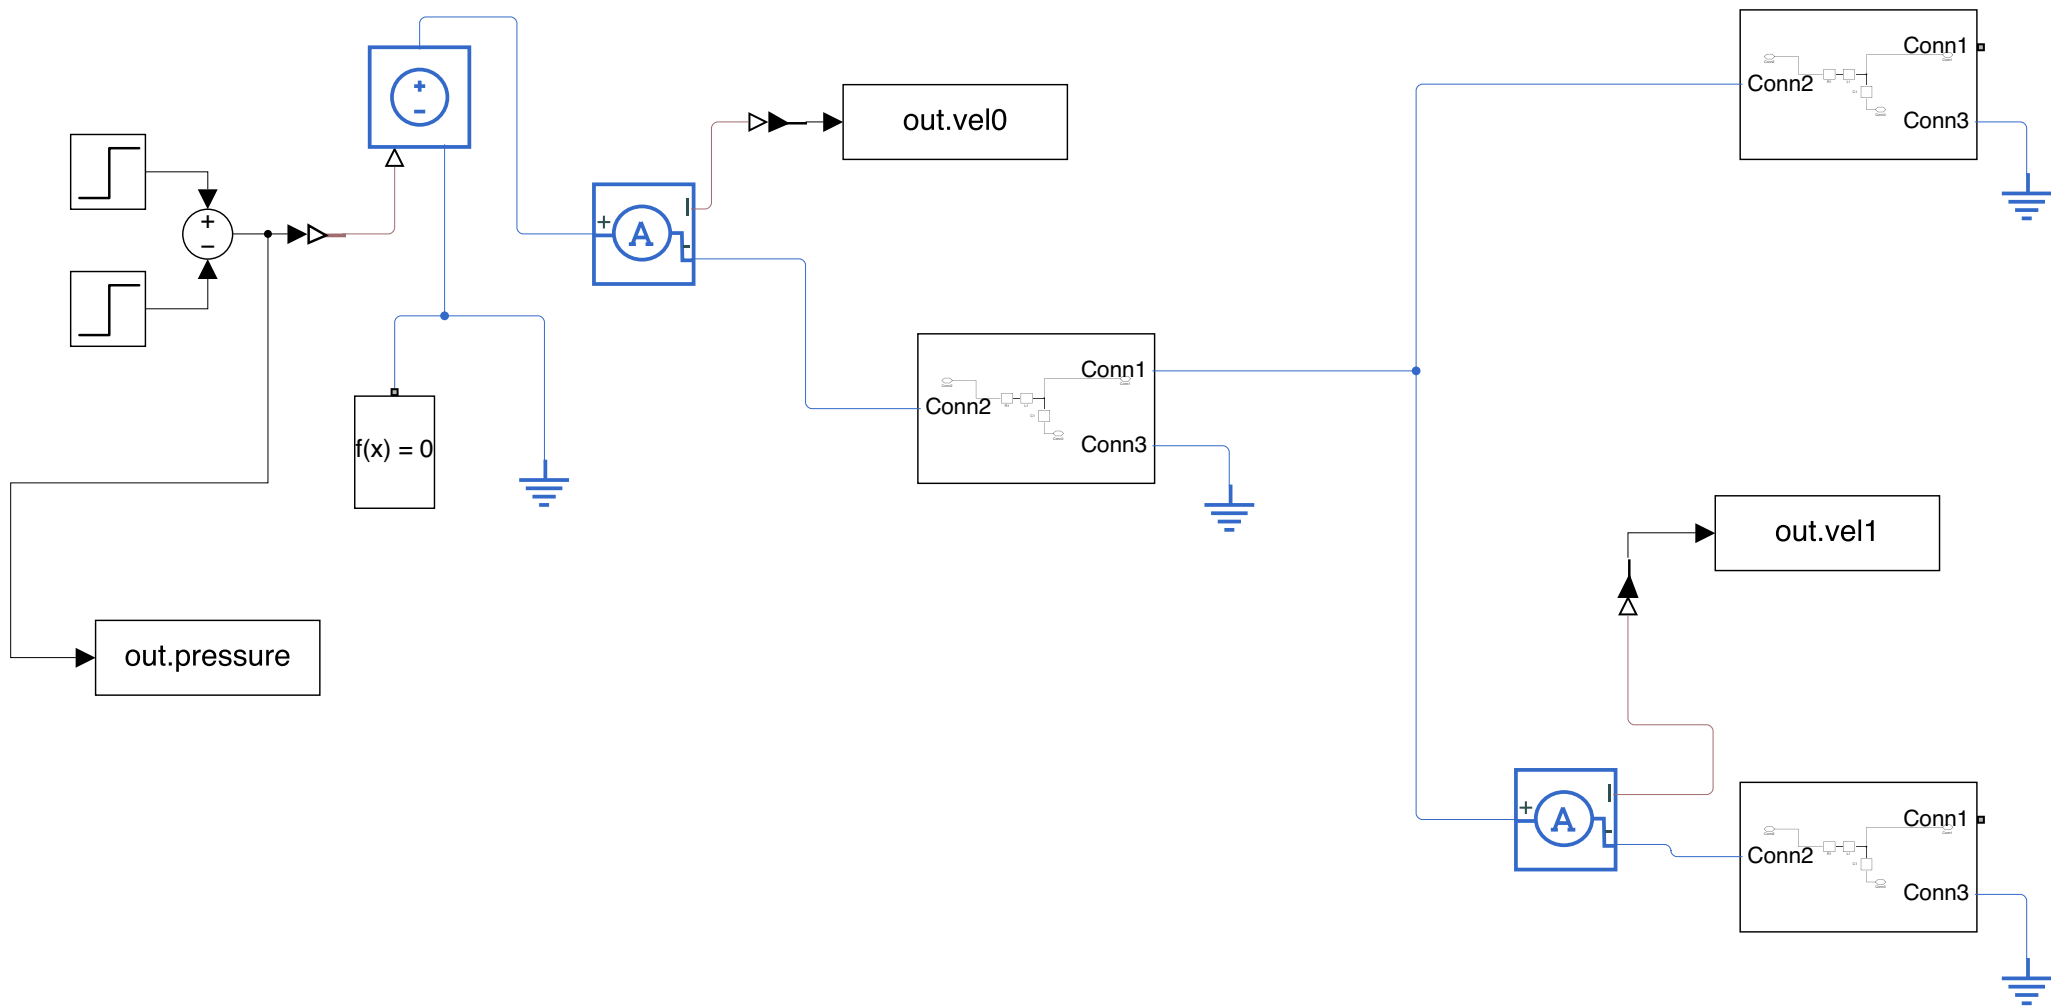 Conn1
Conn2
Conn3
out.vel0
+
−
+
−
+
A
I
-
Conn1
Conn2
Conn3
f(x) = 0
out.vel1
out.pressure
+
A
I
-
Conn1
Conn2
Conn3